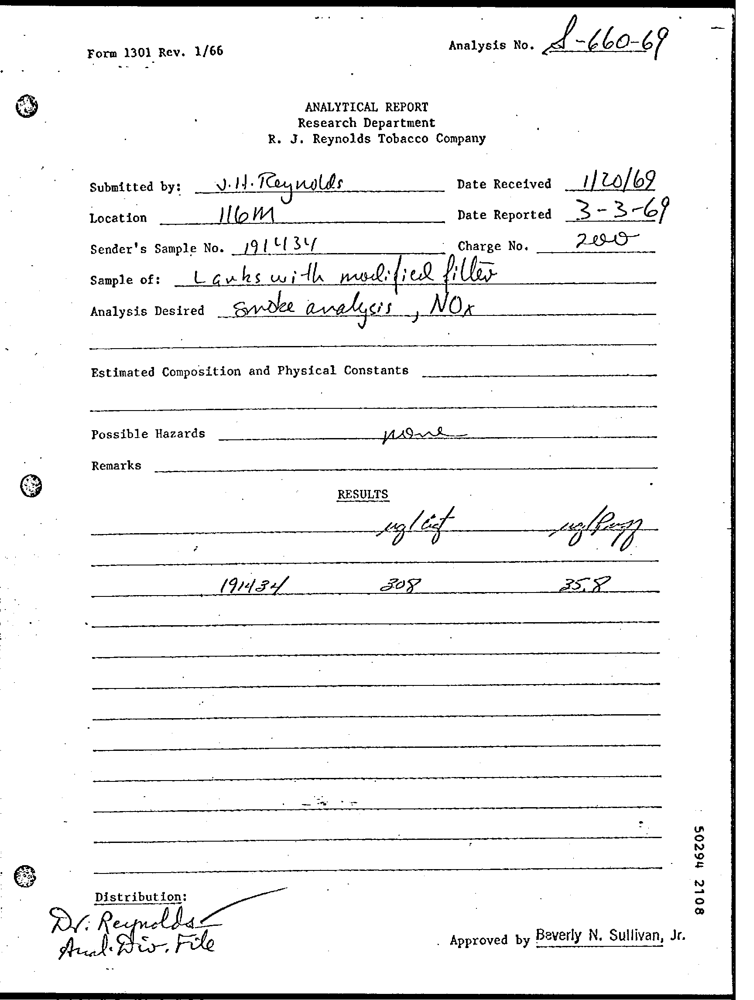 Form 1301 Rev. 1/66
Analysis No. S-660-69
ANALYTICAL REPORT
Research Department
R. J. Reynolds Tobacco Company
Submitted by: J.H. Reynolds Date Received 1/20/69
Location 116M Date Reported 3-3-69
Sender's Sample No. 191434 Charge No. 200
Sample of: Larks with modified filter
Analysis Desired smoke analysis, NOx
Estimated Composition and Physical Constants
Possible Hazards none
Remarks
RESULTS
ug/cigt ug/Puff
191434 308 35.8
Distribution:
Dr. Reynolds
Anal. Div. File
Approved by Beverly N. Sullivan, Jr.
50294 2108